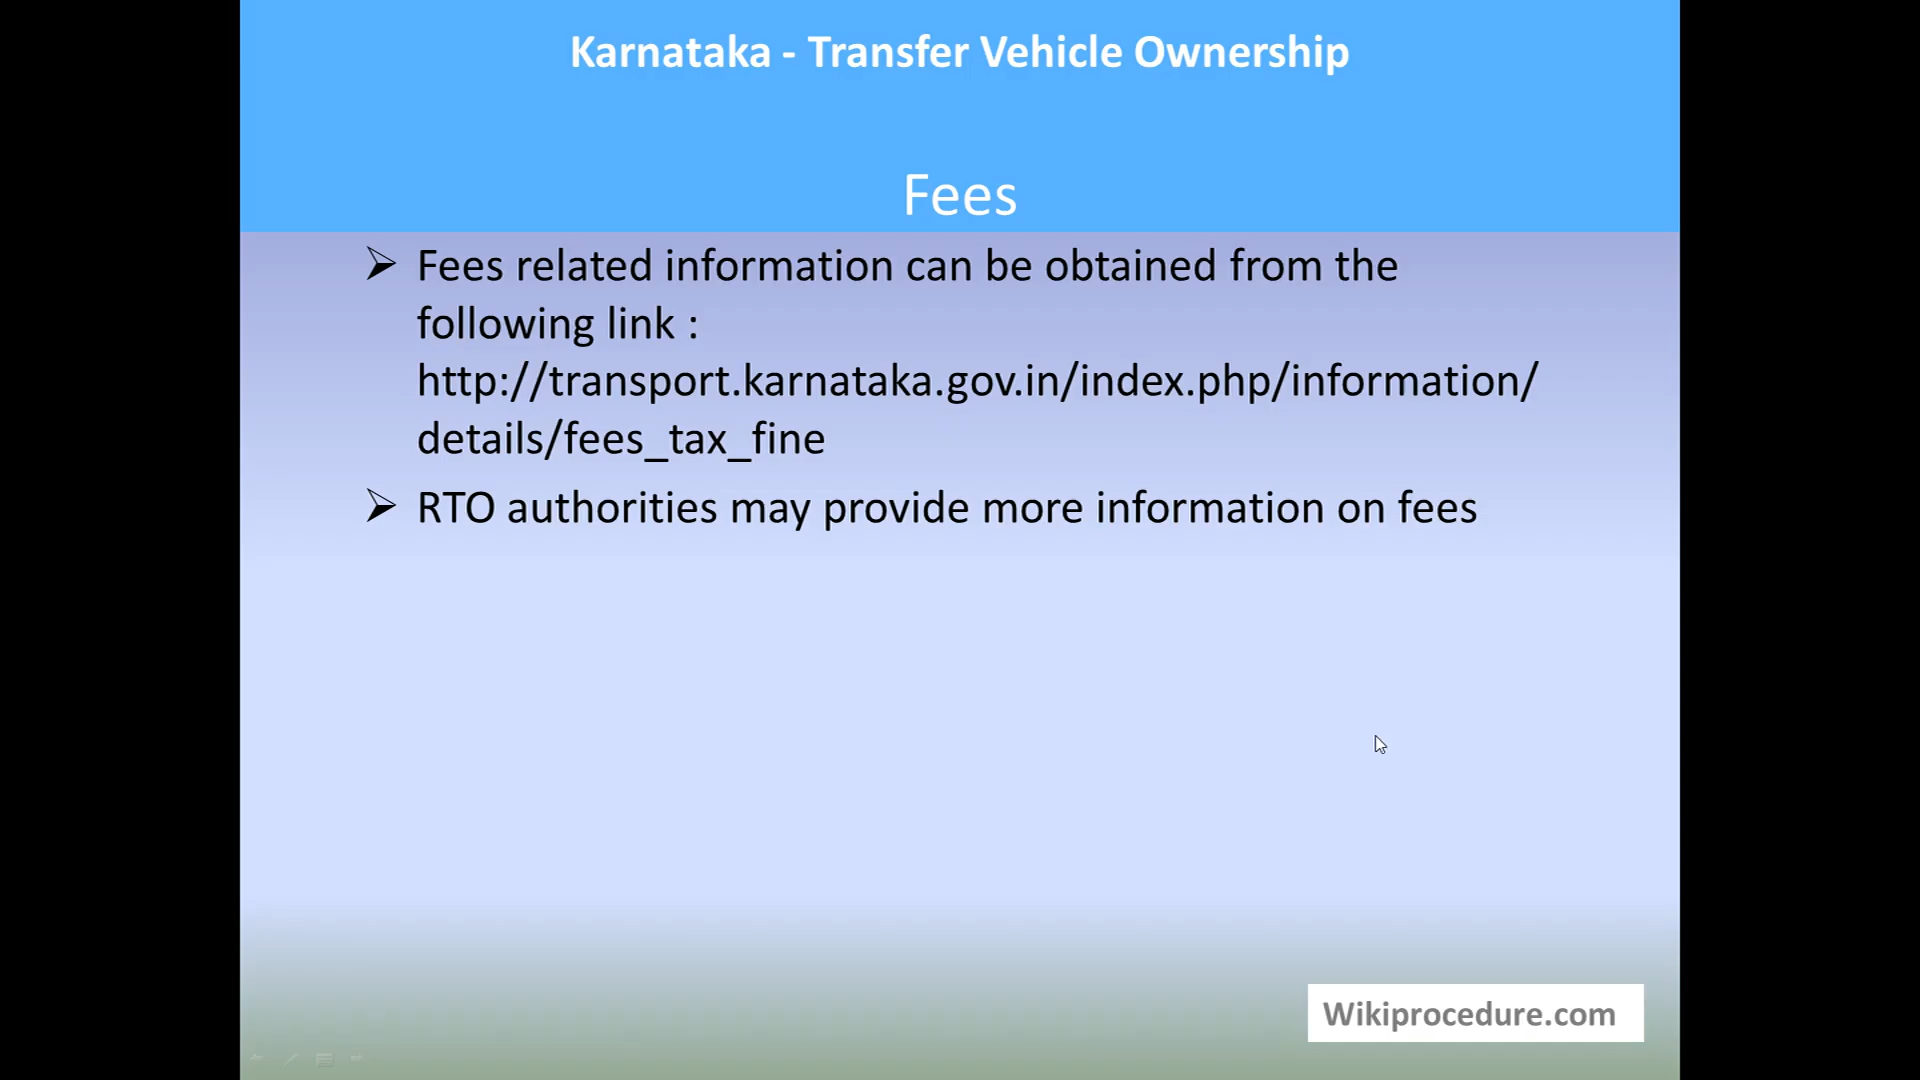 Karnataka - Transfer Vehicle Ownership
Fees
➢ Fees related information can be obtained from the
following link :
http://transport.karnataka.gov.in/index.php/information/
details/fees_tax_fine
➢ RTO authorities may provide more information on fees
Wikiprocedure.com